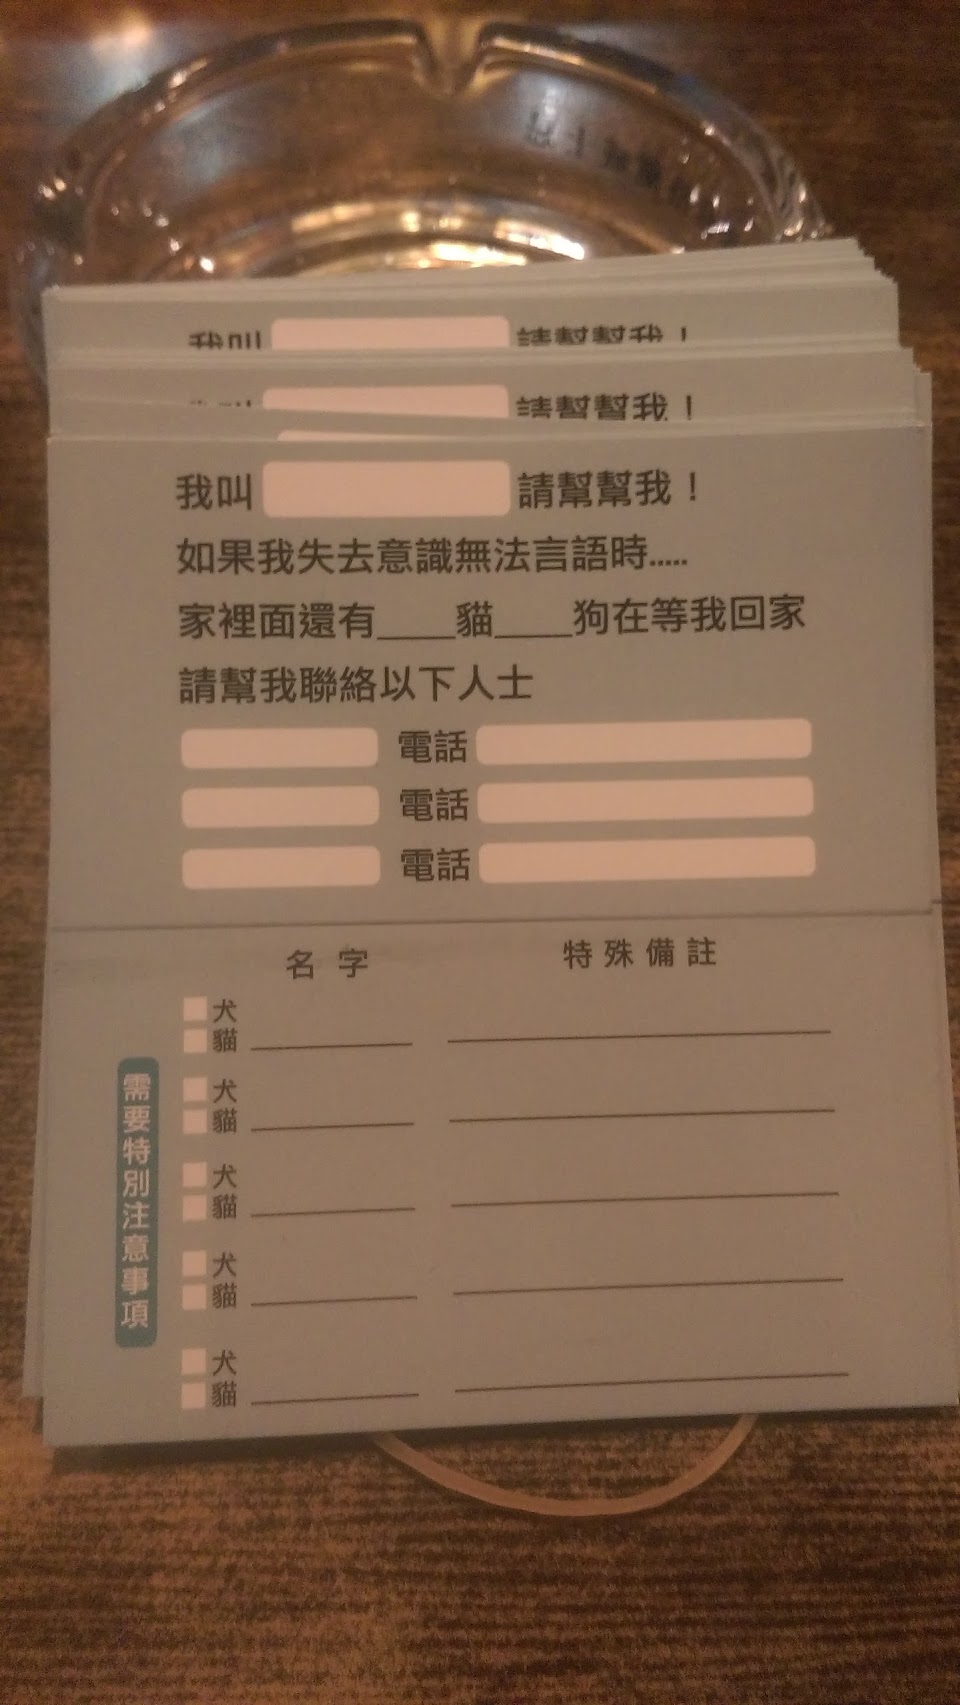 我叫 請幫幫我！
請幫幫我！
我叫 請幫幫我！
如果我失去意識無法言語時.....
家裡面還有____貓____狗在等我回家
請幫我聯絡以下人士
電話
電話
電話
名字 特殊備註
需要特別注意事項
犬
貓
犬
貓
犬
貓
犬
貓
犬
貓